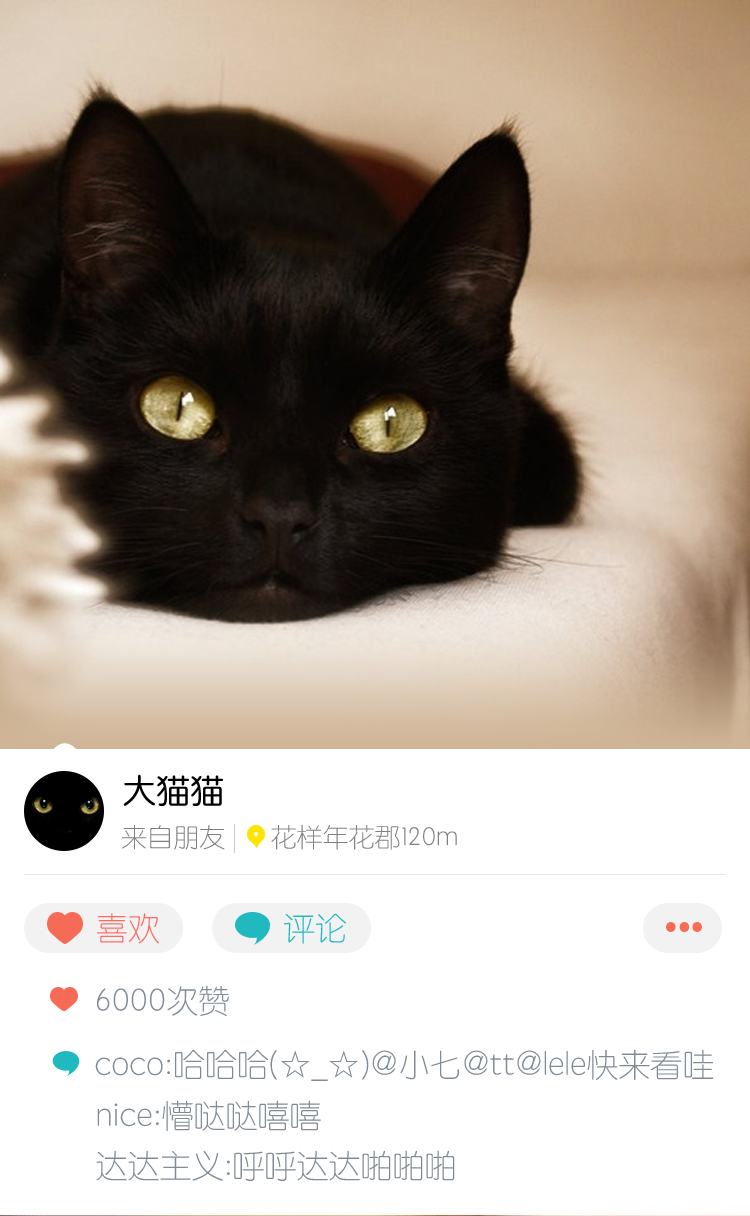 大猫猫
来自朋友 花样年花郡120m
喜欢 评论
6000次赞
coco:哈哈哈(☆_☆)@小七@tt@lele快来看哇
nice:懵哒哒嘻嘻
达达主义:呼呼达达啪啪啪